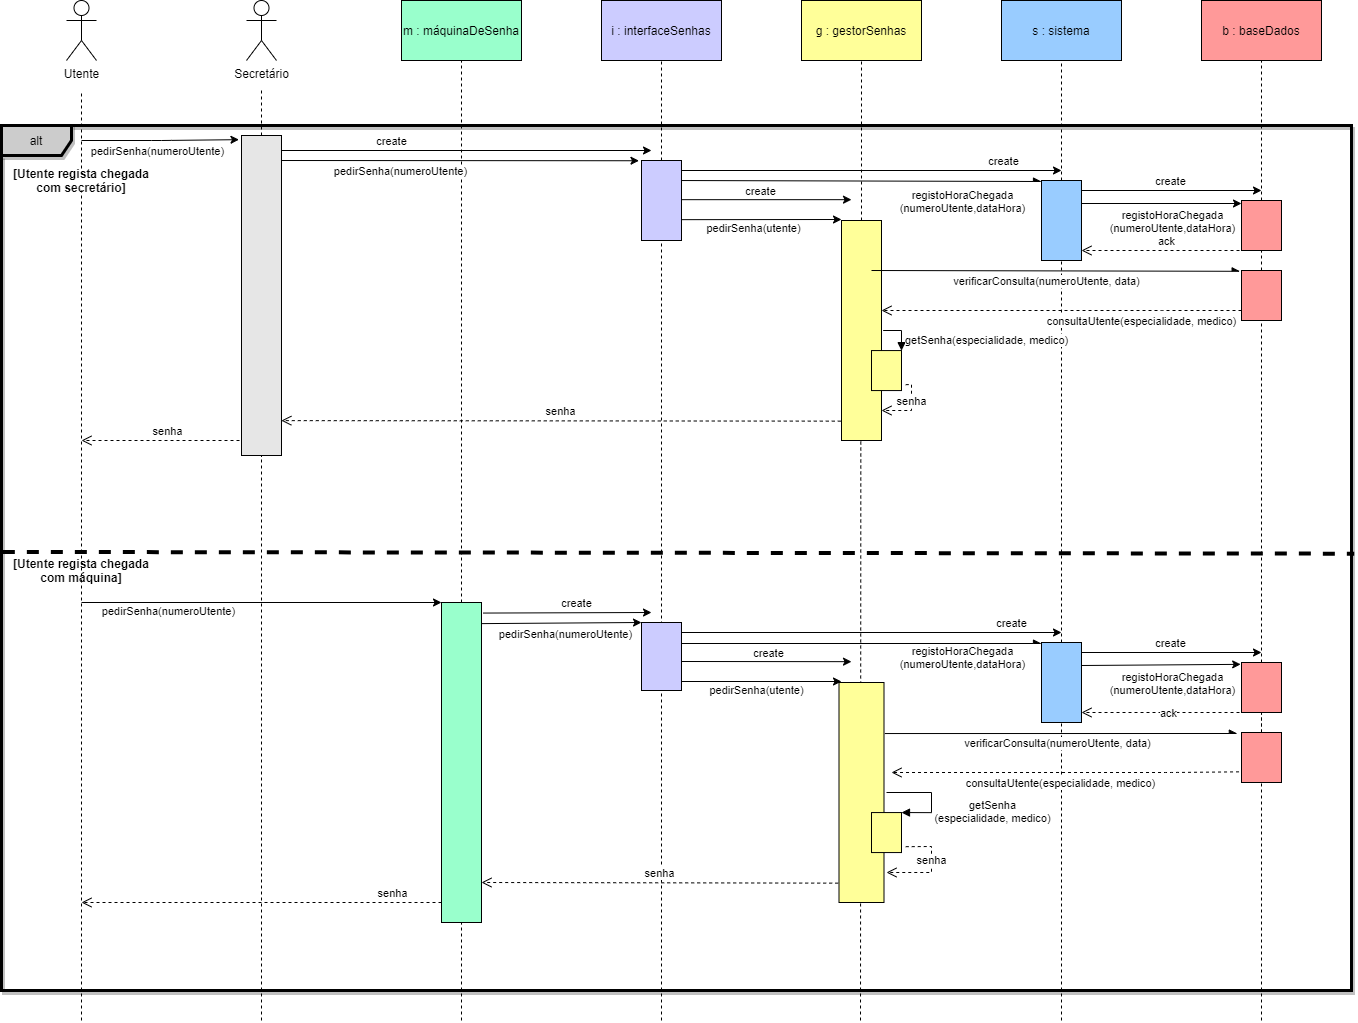 Utente
Secretário
m : máquinaDeSenha
i : interfaceSenhas
g : gestorSenhas
s : sistema
b : baseDados
alt
[Utente regista chegada
com secretário]
pedirSenha(numeroUtente)
create
pedirSenha(numeroUtente)
create
registoHoraChegada
(numeroUtente,dataHora)
create
pedirSenha(utente)
create
registoHoraChegada
(numeroUtente,dataHora)
ack
verificarConsulta(numeroUtente, data)
consultaUtente(especialidade, medico)
getSenha(especialidade, medico)
senha
senha
senha
[Utente regista chegada
com máquina]
pedirSenha(numeroUtente)
create
pedirSenha(numeroUtente)
create
registoHoraChegada
(numeroUtente,dataHora)
create
pedirSenha(utente)
create
registoHoraChegada
(numeroUtente,dataHora)
ack
verificarConsulta(numeroUtente, data)
consultaUtente(especialidade, medico)
getSenha
(especialidade, medico)
senha
senha
senha